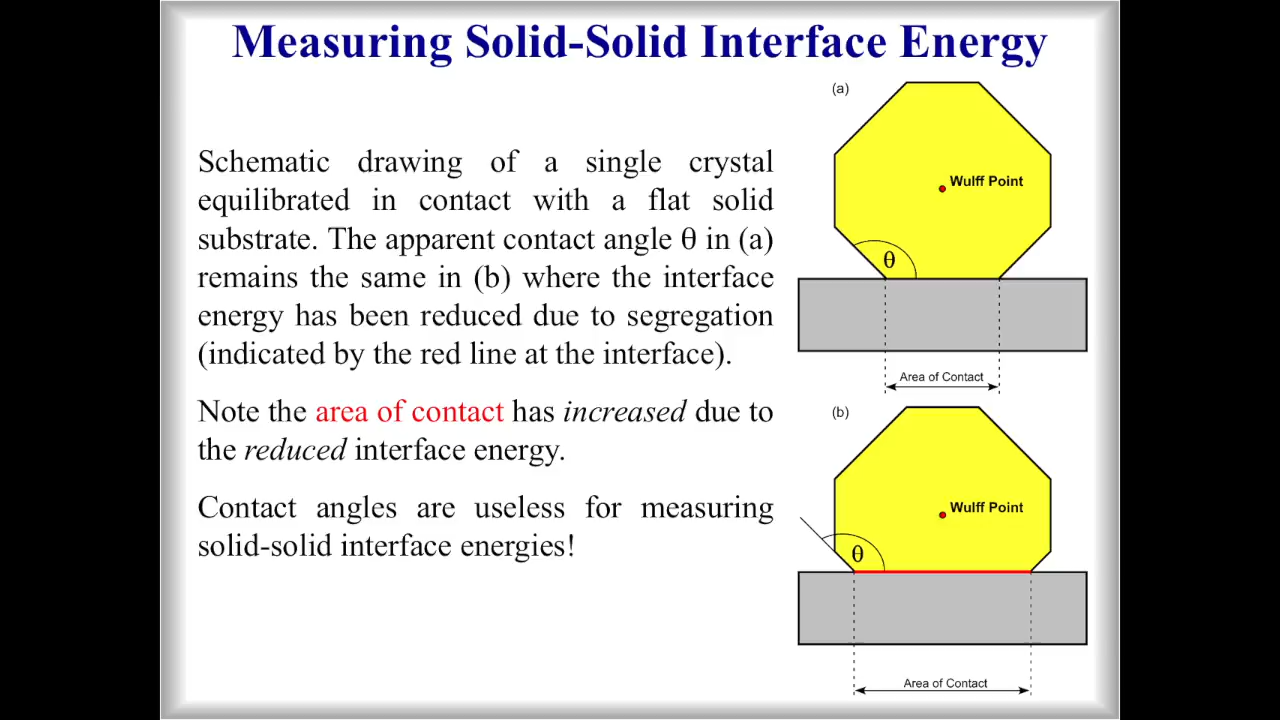 Measuring Solid-Solid Interface Energy
Schematic drawing of a single crystal
equilibrated in contact with a flat solid
substrate. The apparent contact angle θ in (a)
remains the same in (b) where the interface
energy has been reduced due to segregation
(indicated by the red line at the interface).
Note the area of contact has increased due to
the reduced interface energy.
Contact angles are useless for measuring
solid-solid interface energies!
(a)
Wulff Point
θ
Area of Contact
(b)
Wulff Point
θ
Area of Contact